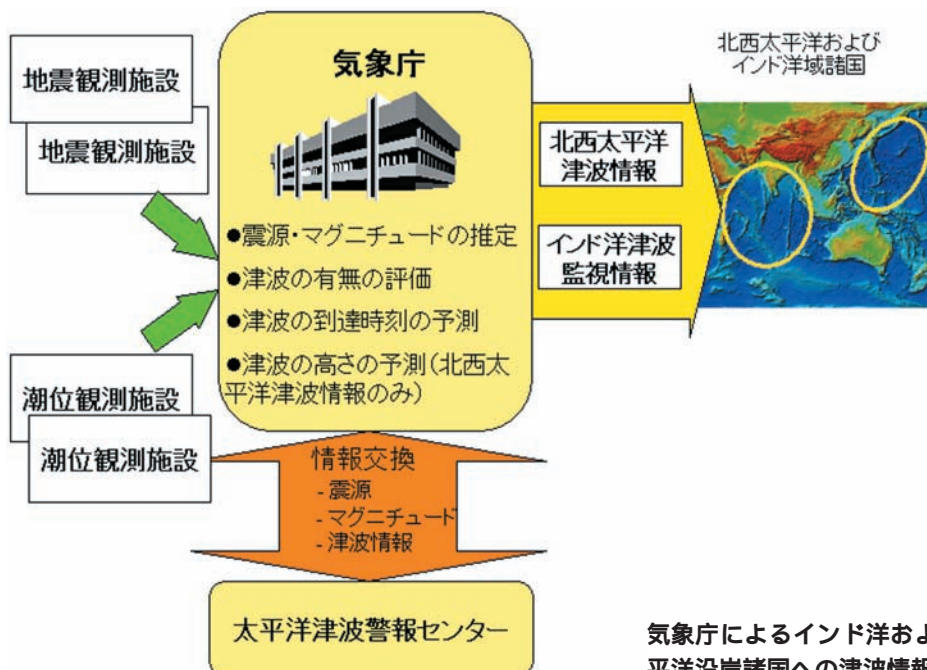 地震観測施設
地震観測施設
潮位観測施設
潮位観測施設
気象庁
●震源・マグニチュードの推定
●津波の有無の評価
●津波の到達時刻の予測
●津波の高さの予測(北西太
平洋津波情報のみ)
情報交換
- 震源
- マグニチュード
- 津波情報
太平洋津波警報センター
北西太平洋
津波情報
インド洋津波
監視情報
北西太平洋および
インド洋域諸国
気象庁によるインド洋およ
平洋沿岸諸国への津波情報